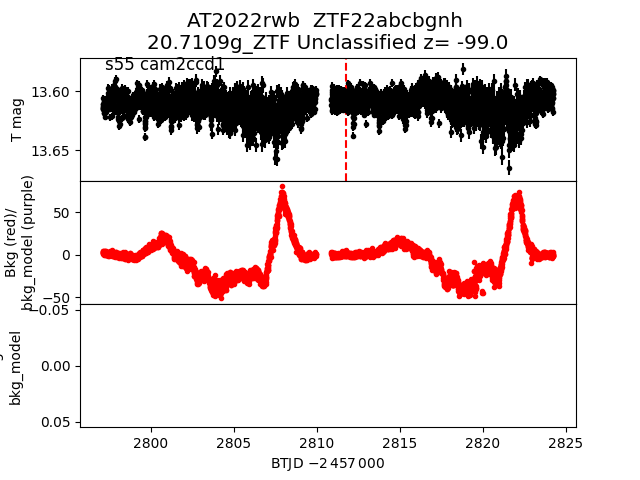 AT2022rwb  ZTF22abcbgnh
20.7109g_ZTF Unclassified z= -99.0
s55 cam2ccd1
T mag
13.60
13.65
Bkg (red)/
bkg_model (purple)
50
0
−50
bkg_model
−0.05
0.00
0.05
2800
2805
2810
2815
2820
2825
BTJD −2 457 000